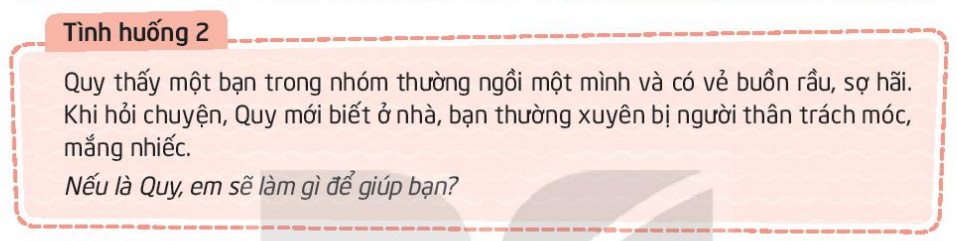 Tình huống 2
Quy thấy một bạn trong nhóm thường ngồi một mình và có vẻ buồn rầu, sợ hãi.
Khi hỏi chuyện, Quy mới biết ở nhà, bạn thường xuyên bị người thân trách móc,
mắng nhiếc.
Nếu là Quy, em sẽ làm gì để giúp bạn?